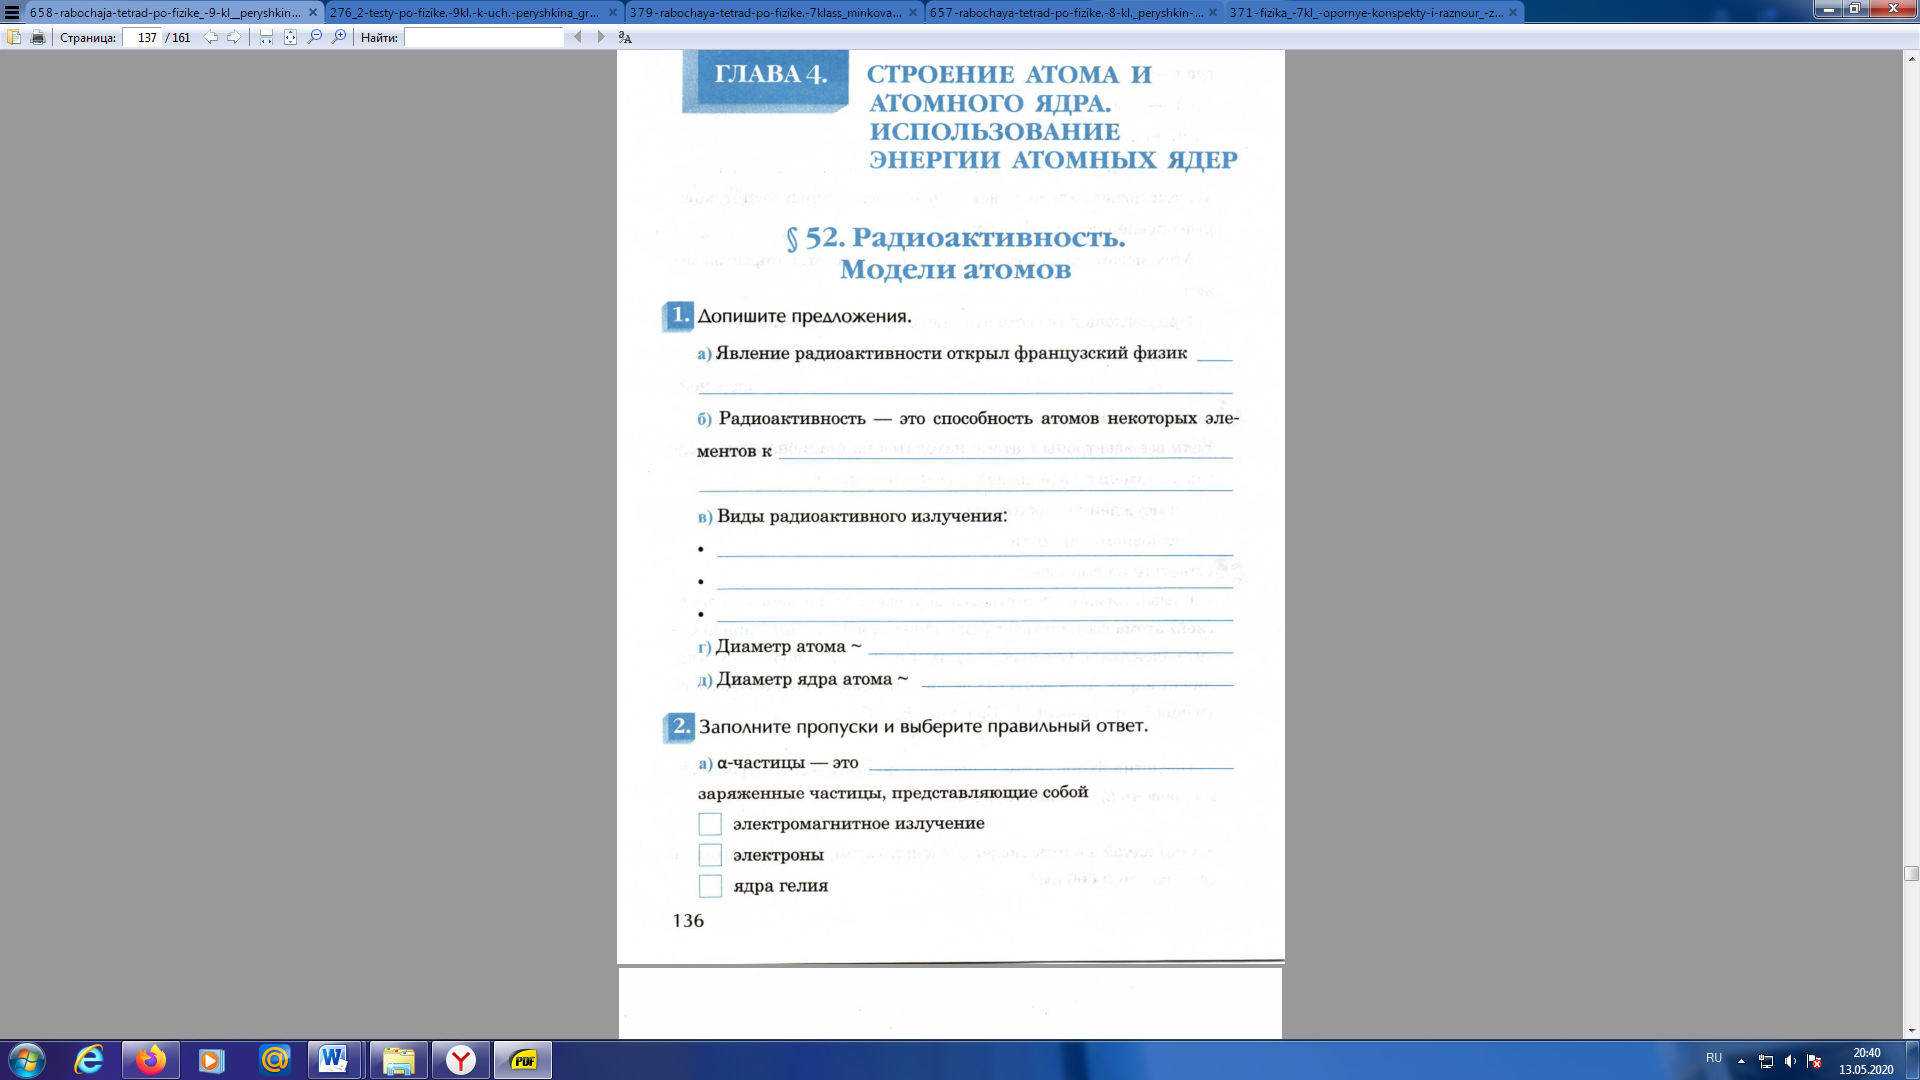 658-rabochaja-tetrad-po-fizike_-9-kl__peryshkin...
276_2-testy-po-fizike.-9kl.-k-uch.-peryshkina_gr...
379-rabochaya-tetrad-po-fizike.-7klass_minkova...
657-rabochaya-tetrad-po-fizike.-8-kl._peryshkin-...
371-fizika_-7kl_-opornye-konspekty-i-raznour_-z...
Страница: 137 / 161 Найти:
ГЛАВА 4. СТРОЕНИЕ АТОМА И
АТОМНОГО ЯДРА.
ИСПОЛЬЗОВАНИЕ
ЭНЕРГИИ АТОМНЫХ ЯДЕР
§ 52. Радиоактивность.
Модели атомов
1. Допишите предложения.
а) Явление радиоактивности открыл французский физик
б) Радиоактивность — это способность атомов некоторых эле-
ментов к
в) Виды радиоактивного излучения:
•
•
•
г) Диаметр атома ~
д) Диаметр ядра атома ~
2. Заполните пропуски и выберите правильный ответ.
а) α-частицы — это
заряженные частицы, представляющие собой
электромагнитное излучение
электроны
ядра гелия
136
RU
20:40
13.05.2020